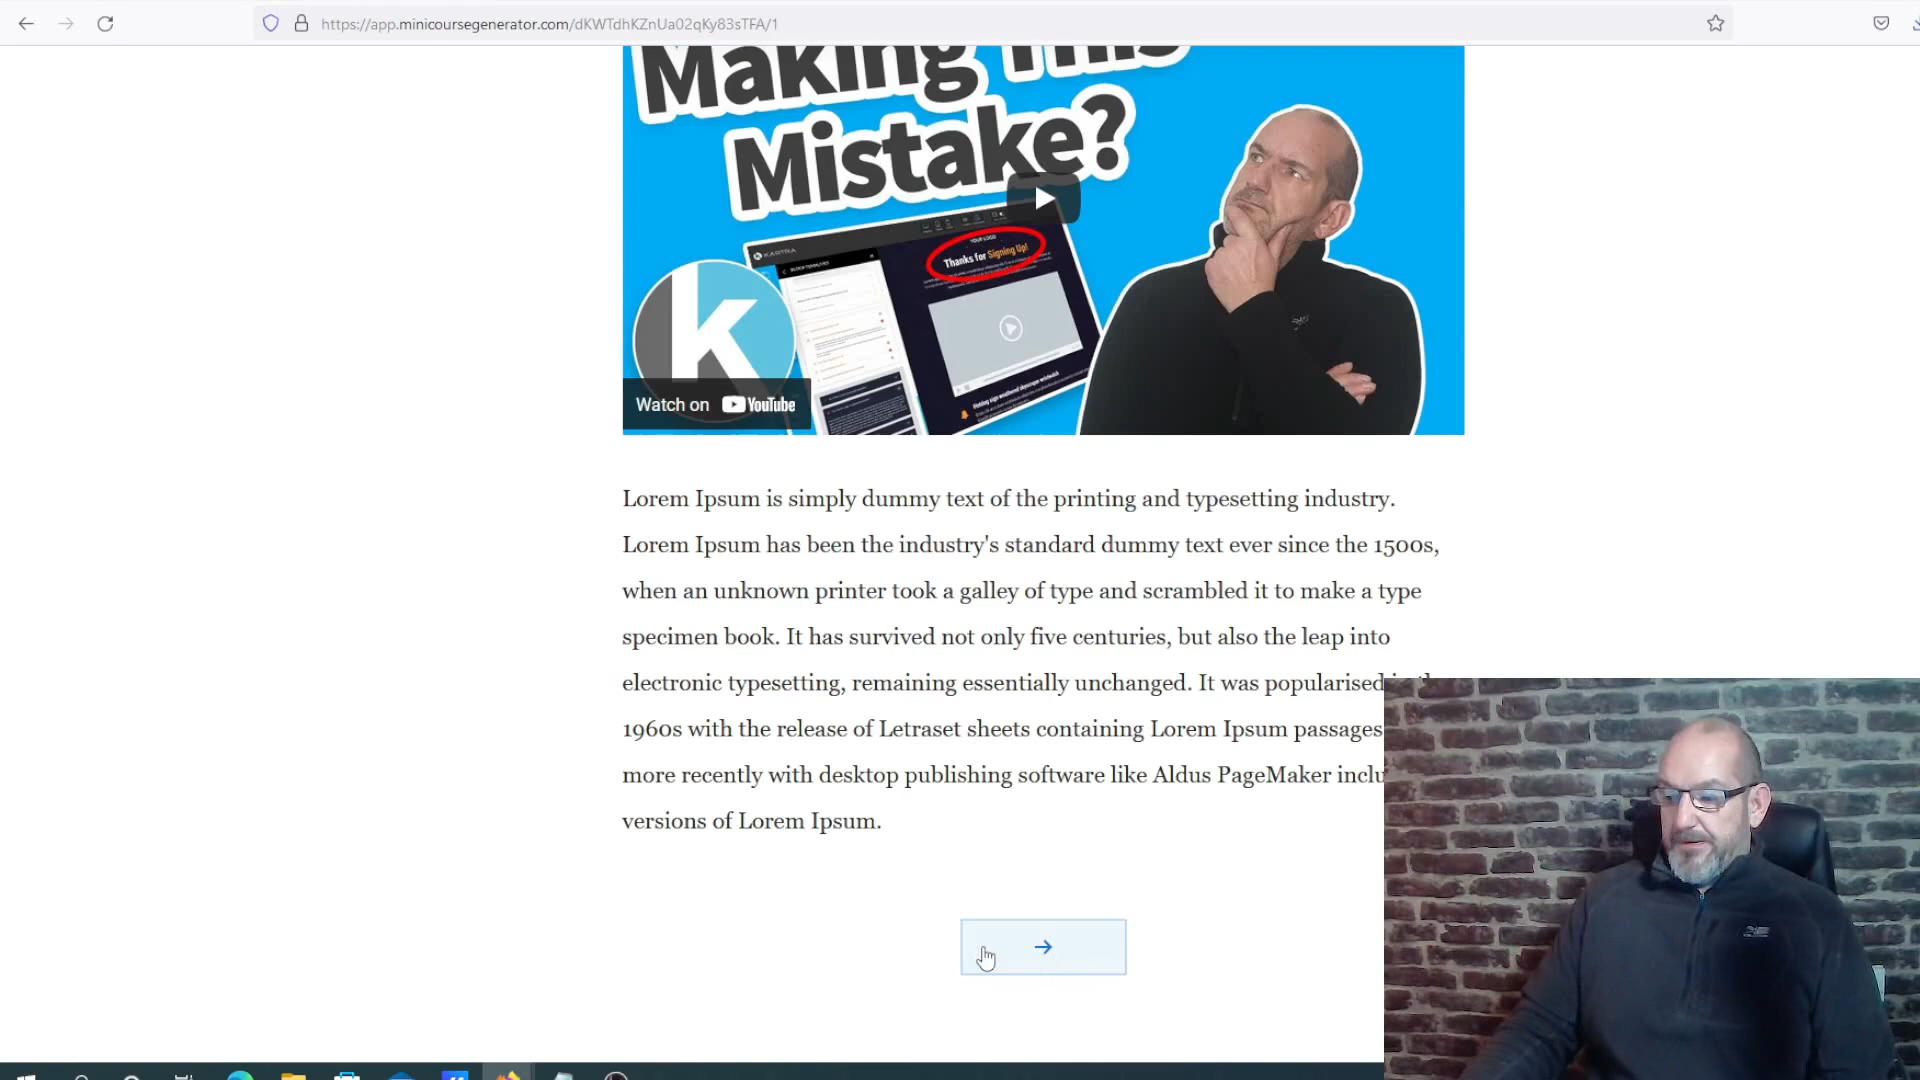 https://app.minicoursegenerator.com/dKWTdhKZnUa02qKy83sTFA/1
Making This
Mistake?
KARTRA
BLOCK TEMPLATES
YOUR LOGO
Thanks for Signing Up!
k
Watch on YouTube
Lorem Ipsum is simply dummy text of the printing and typesetting industry.
Lorem Ipsum has been the industry's standard dummy text ever since the 1500s,
when an unknown printer took a galley of type and scrambled it to make a type
specimen book. It has survived not only five centuries, but also the leap into
electronic typesetting, remaining essentially unchanged. It was popularised
1960s with the release of Letraset sheets containing Lorem Ipsum passages
more recently with desktop publishing software like Aldus PageMaker inclu
versions of Lorem Ipsum.